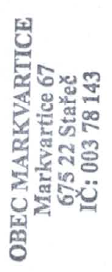 OBEC MARKVARTICE
Markvartice 67
675 22 Stařeč
IČ: 003 78 143